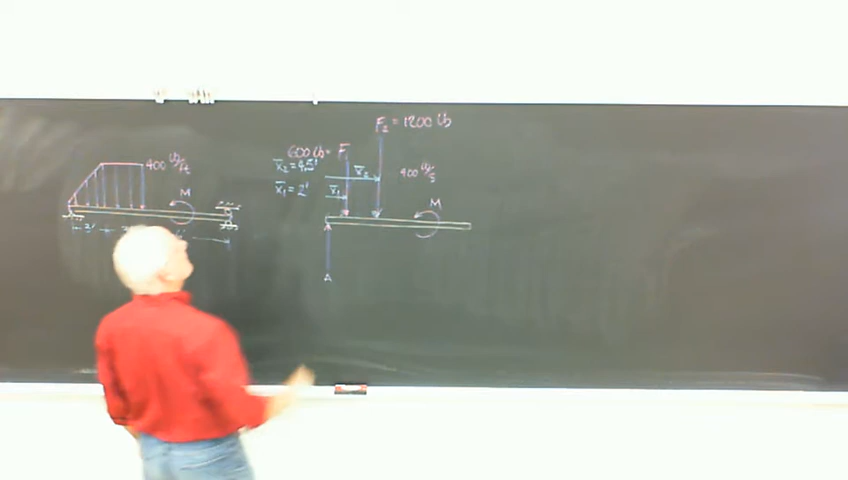 400 lb/ft
M
3'
F₂ = 1200 lb
600 lb = F
x̄₂ = 4.5'
x̄₂
400 lb/ft
x̄₁ = 2'
x̄₁
M
A